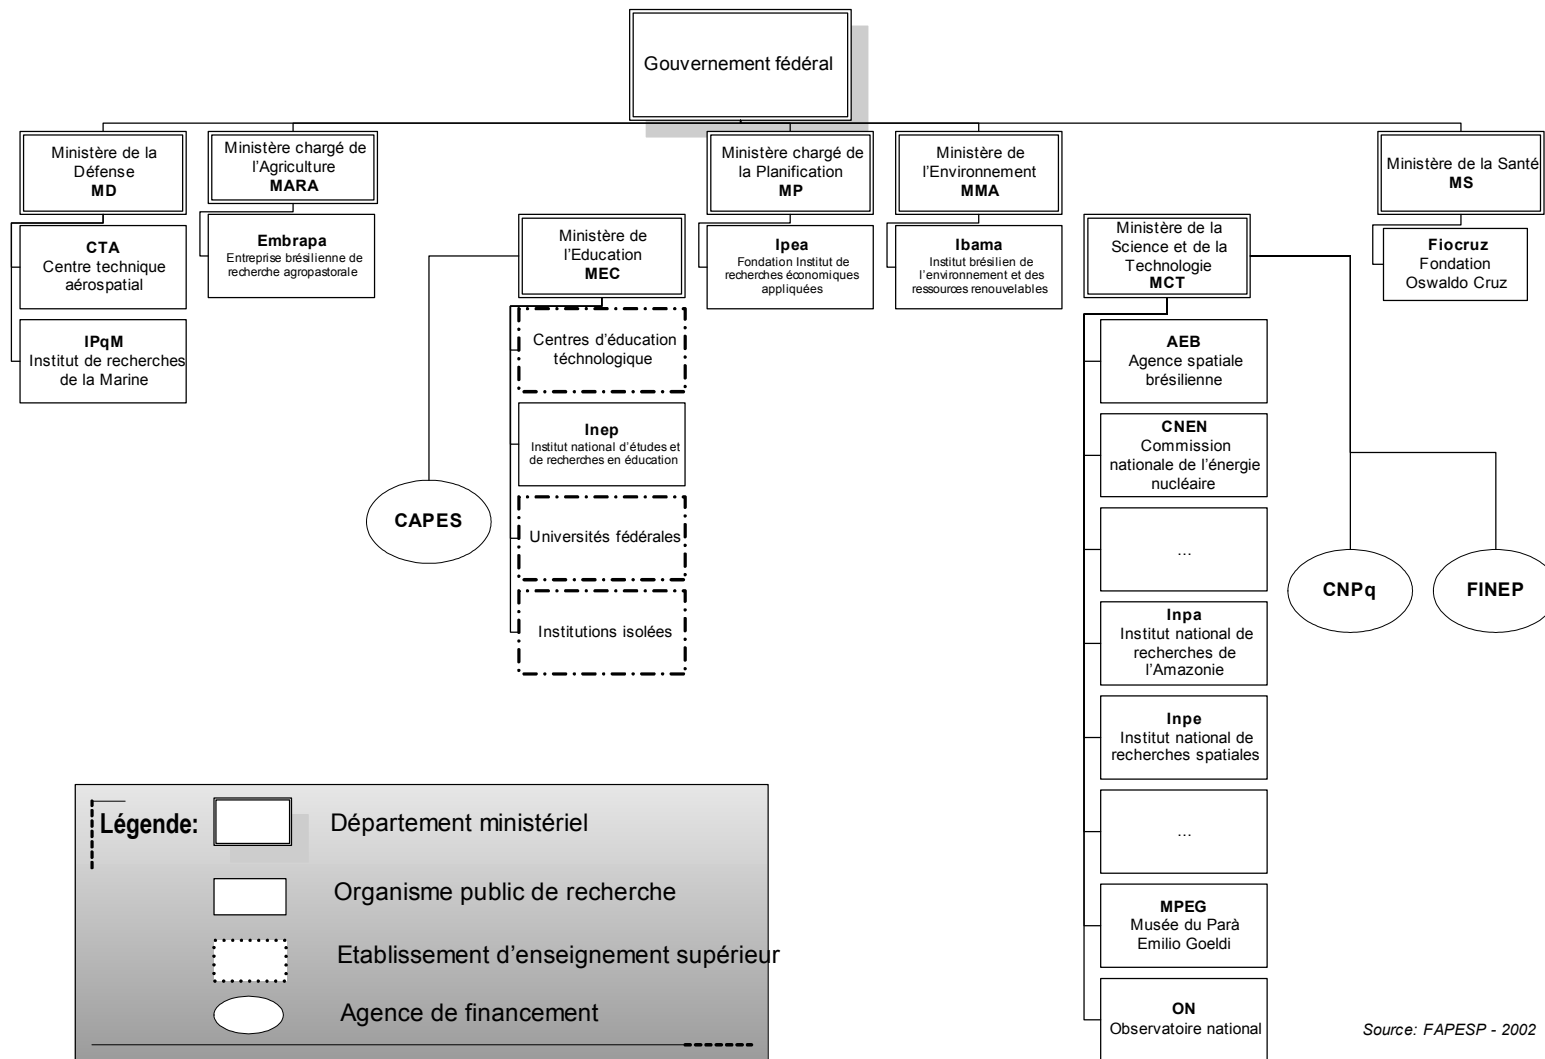 Gouvernement fédéral
Ministère de la
Défense
MD
Ministère chargé de
l'Agriculture
MARA
Ministère chargé de
la Planification
MP
Ministère de
l'Environnement
MMA
Ministère de la Santé
MS
CTA
Centre technique
aérospatial
IPqM
Institut de recherches
de la Marine
Embrapa
Entreprise brésilienne de
recherche agropastorale
Ministère de
l'Education
MEC
Centres d'éducation
téchnologique
Inep
Institut national d'études et
de recherches en éducation
Universités fédérales
Institutions isolées
CAPES
Ipea
Fondation Institut de
recherches économiques
appliquées
Ibama
Institut brésilien de
l'environnement et des
ressources renouvelables
Ministère de la
Science et de la
Technologie
MCT
AEB
Agence spatiale
brésilienne
CNEN
Commission
nationale de l'énergie
nucléaire
...
Inpa
Institut national de
recherches de
l'Amazonie
Inpe
Institut national de
recherches spatiales
...
MPEG
Musée du Parà
Emilio Goeldi
ON
Observatoire national
CNPq
FINEP
Fiocruz
Fondation
Oswaldo Cruz
Légende:
Département ministériel
Organisme public de recherche
Etablissement d'enseignement supérieur
Agence de financement
Source: FAPESP - 2002